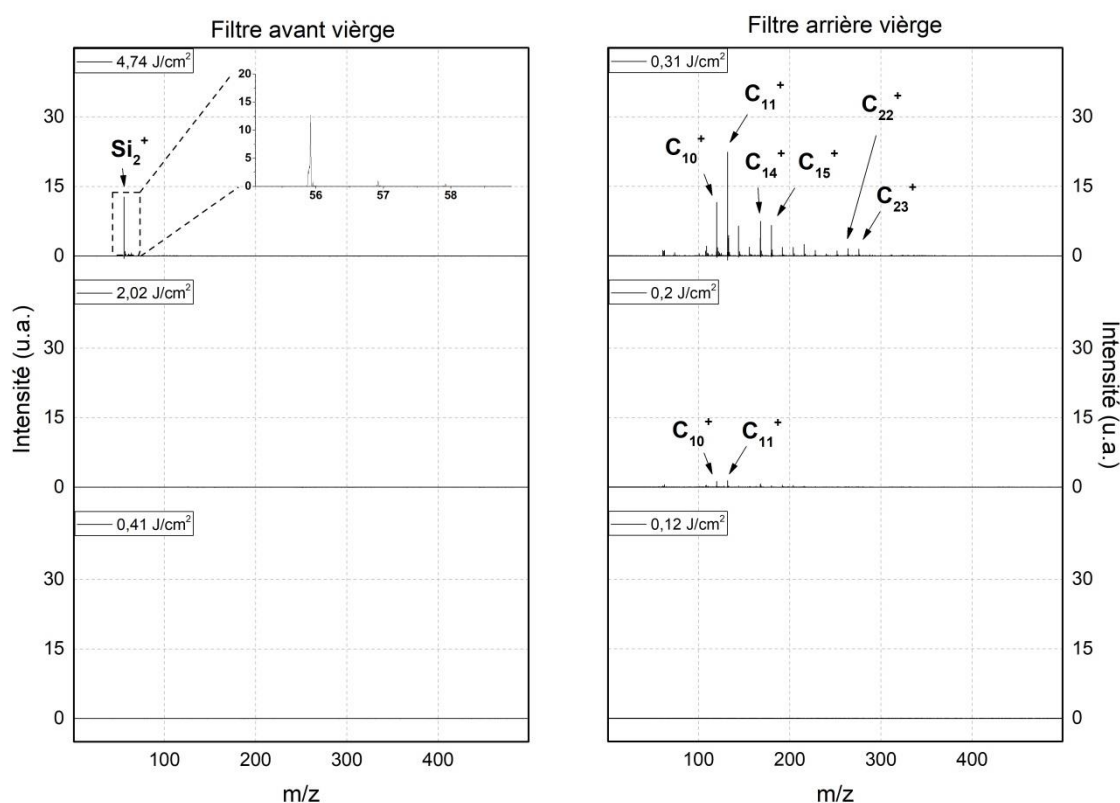 Filtre avant vièrge
4,74 J/cm²
Si₂⁺
20
15
10
5
0
56
57
58
30
15
0
2,02 J/cm²
30
15
0
0,41 J/cm²
30
15
0
100
200
300
400
m/z
Intensité (u.a.)
Filtre arrière vièrge
0,31 J/cm²
C₁₀⁺
C₁₁⁺
C₁₄⁺
C₁₅⁺
C₂₂⁺
C₂₃⁺
30
15
0
0,2 J/cm²
C₁₀⁺
C₁₁⁺
30
15
0
0,12 J/cm²
30
15
0
100
200
300
400
m/z
Intensité (u.a.)